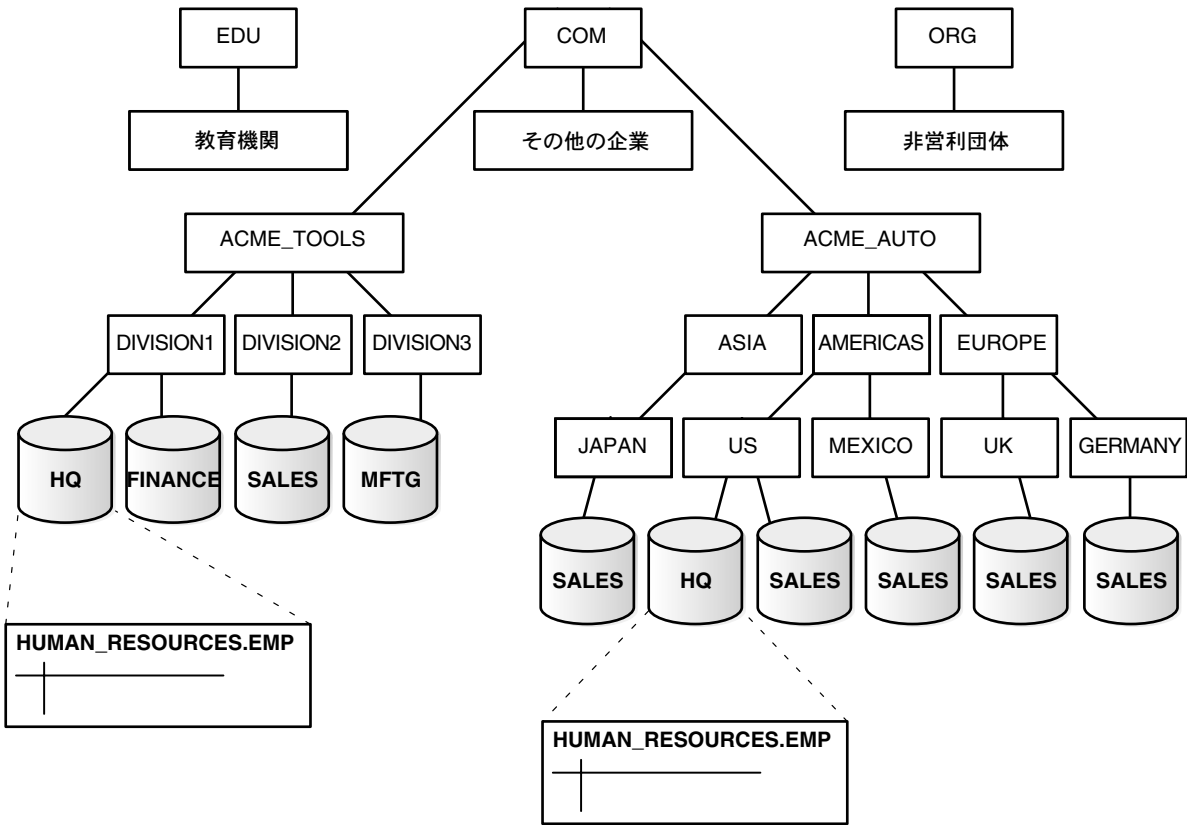 EDU
COM
ORG
教育機関
その他の企業
非営利団体
ACME_TOOLS
ACME_AUTO
DIVISION1
DIVISION2
DIVISION3
ASIA
AMERICAS
EUROPE
HQ
FINANCE
SALES
MFTG
JAPAN
US
MEXICO
UK
GERMANY
SALES
HQ
SALES
SALES
SALES
SALES
HUMAN_RESOURCES.EMP
HUMAN_RESOURCES.EMP